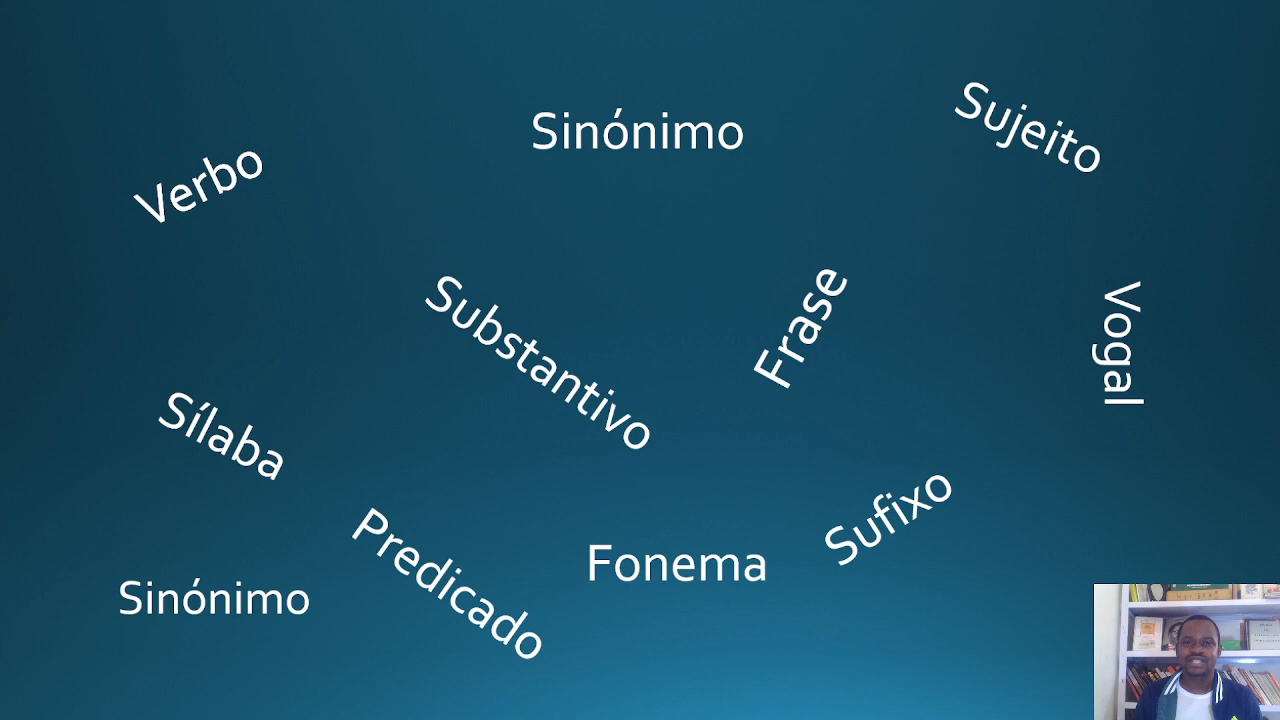 Sinónimo
Sujeito
Verbo
Substantivo
Frase
Vogal
Sílaba
Sufixo
Predicado
Fonema
Sinónimo